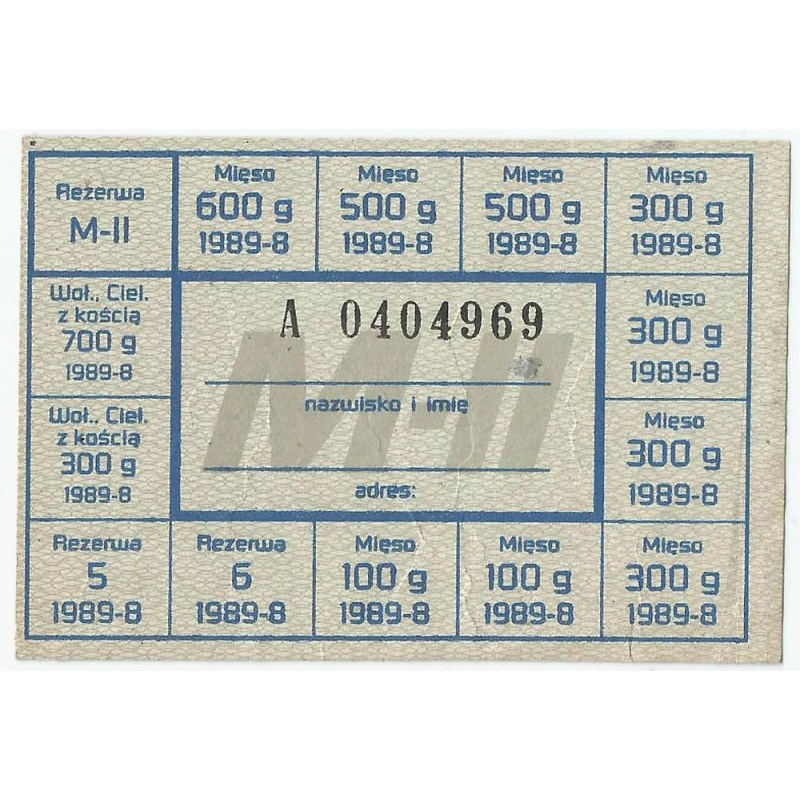 Rezerwa
M-II
Mięso
600 g
1989-8
Mięso
500 g
1989-8
Mięso
500 g
1989-8
Mięso
300 g
1989-8
Woł., Ciel.
z kością
700 g
1989-8
A 0404969
M-II
nazwisko i imię
adres:
Mięso
300 g
1989-8
Woł., Ciel.
z kością
300 g
1989-8
Mięso
300 g
1989-8
Rezerwa
5
1989-8
Rezerwa
6
1989-8
Mięso
100 g
1989-8
Mięso
100 g
1989-8
Mięso
300 g
1989-8